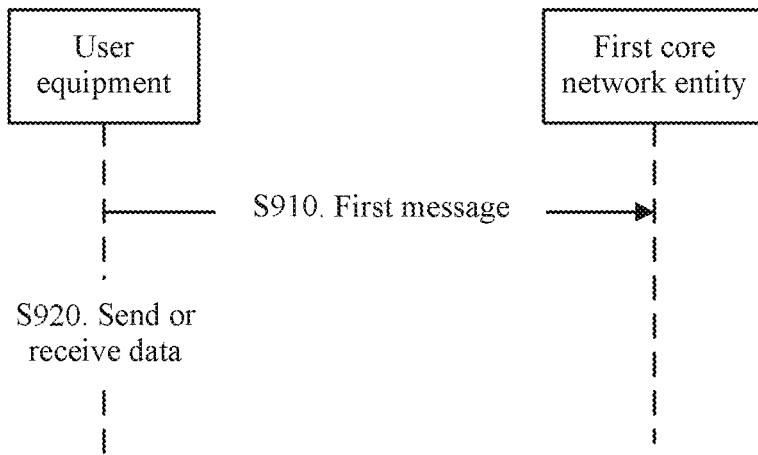 User
equipment
First core
network entity
S910. First message
S920. Send or
receive data